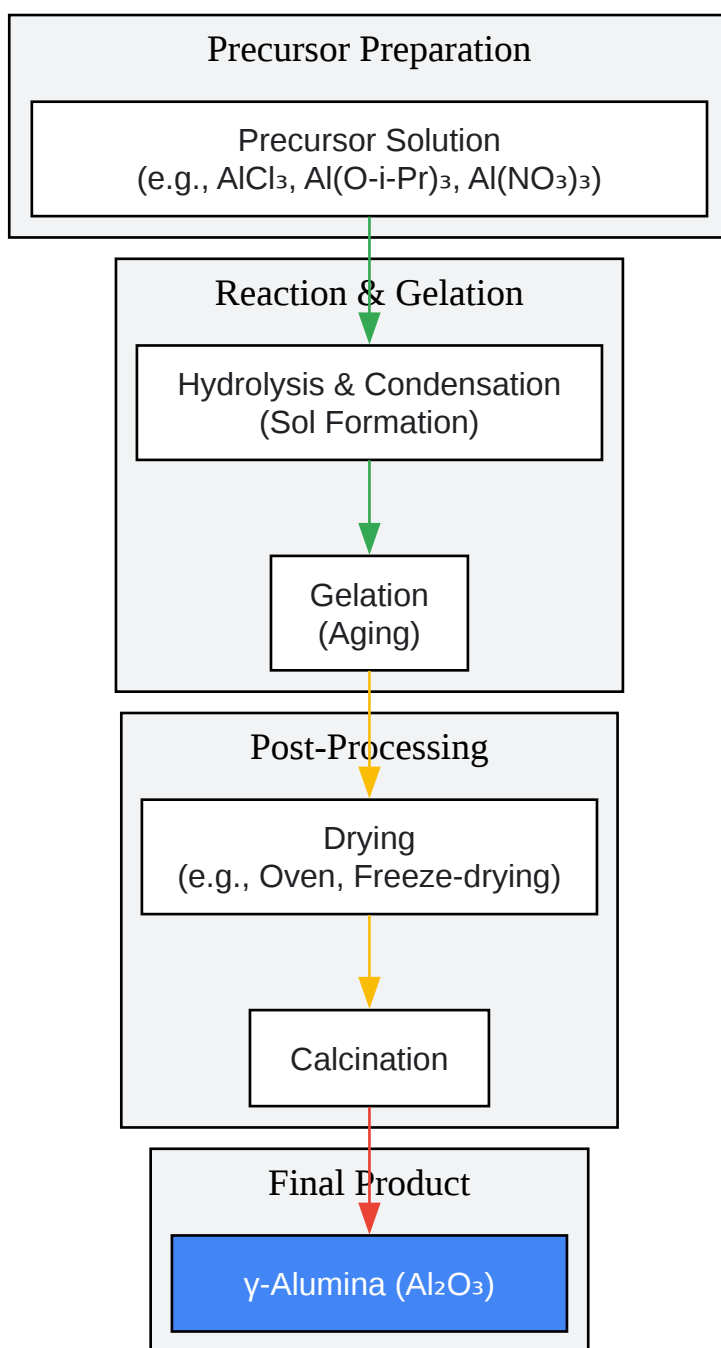 Precursor Preparation
Precursor Solution
(e.g., AlCl₃, Al(O-i-Pr)₃, Al(NO₃)₃)
Reaction & Gelation
Hydrolysis & Condensation
(Sol Formation)
Gelation
(Aging)
Post-Processing
Drying
(e.g., Oven, Freeze-drying)
Calcination
Final Product
γ-Alumina (Al₂O₃)